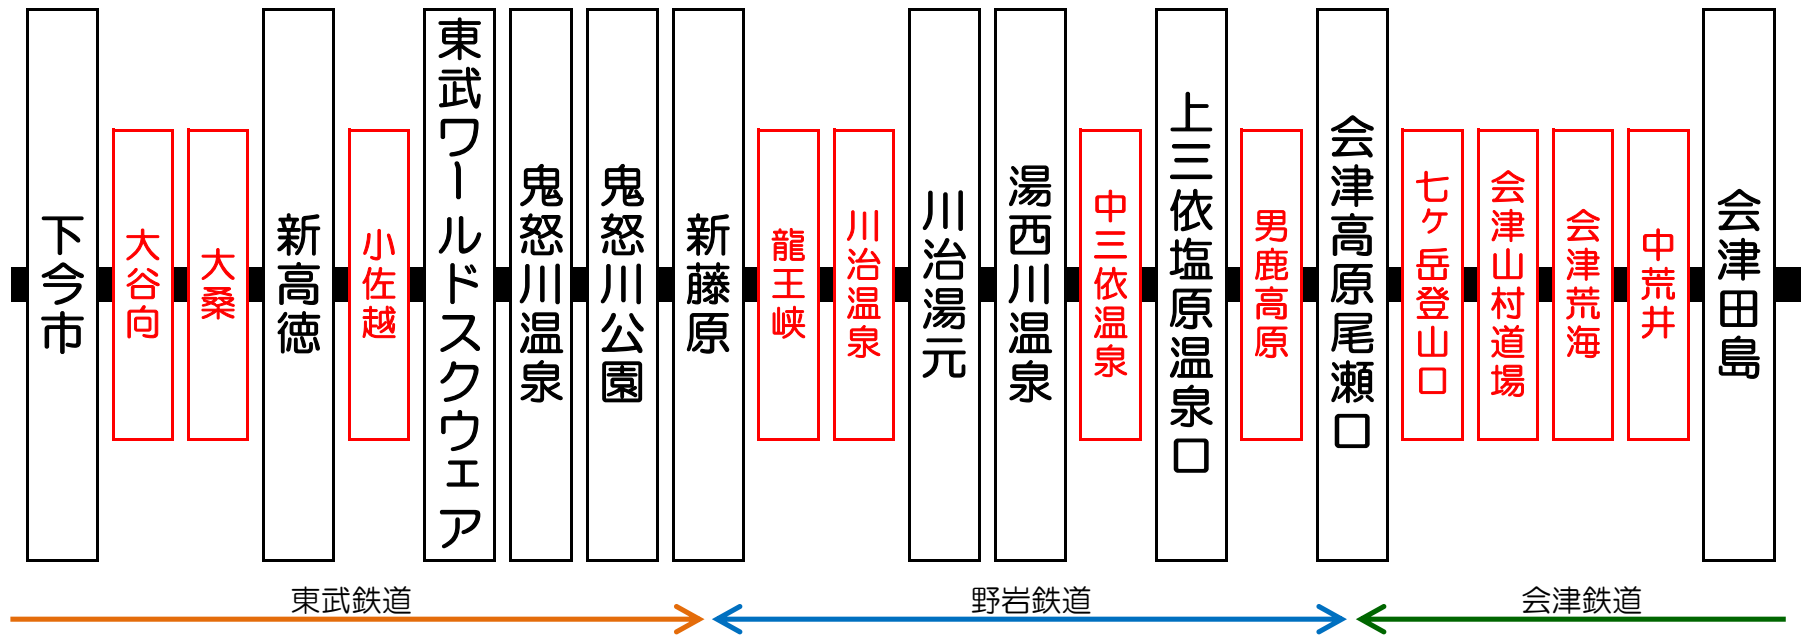 下今市
大谷向
大桑
新高徳
小佐越
東武ワールドスクウェア
鬼怒川温泉
鬼怒川公園
新藤原
龍王峡
川治温泉
川治湯元
湯西川温泉
中三依温泉
上三依塩原温泉口
男鹿高原
会津高原尾瀬口
七ヶ岳登山口
会津山村道場
会津荒海
中荒井
会津田島
東武鉄道
野岩鉄道
会津鉄道